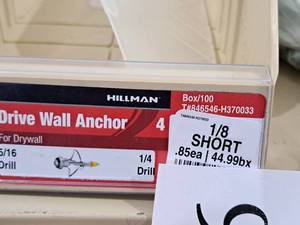 HILLMAN
Box/100
T#846546-H370033
Drive Wall Anchor 4
For Drywall
5/16 1/4
Drill Drill
1/8
SHORT
.85ea | 44.99bx